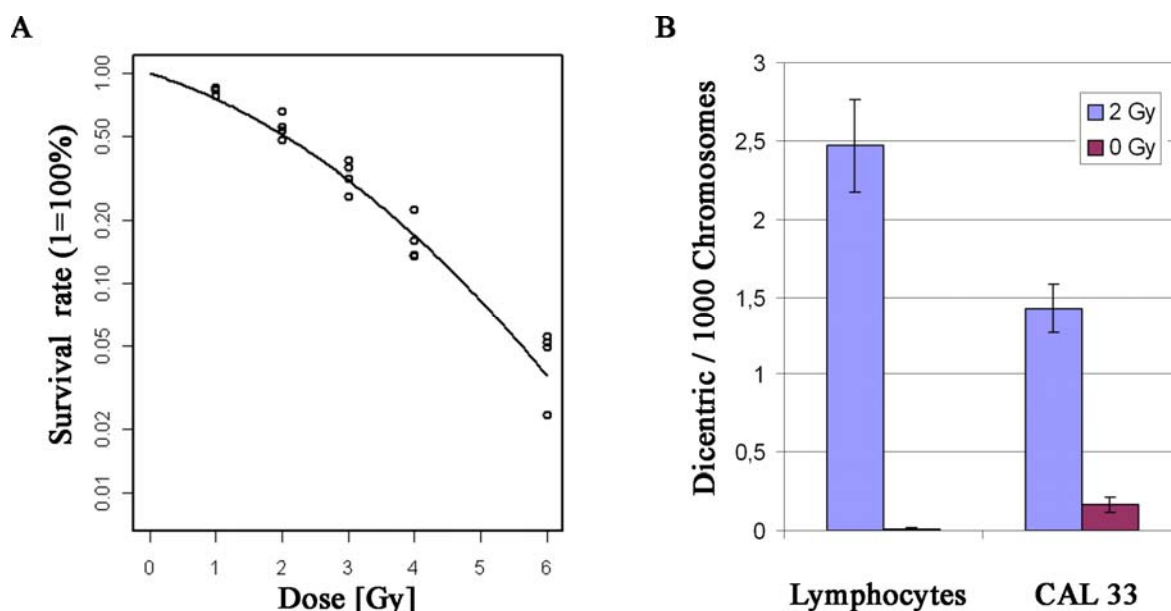 A
Survival rate (1=100%)
1.00
0.50
0.20
0.10
0.05
0.02
0.01
0
1
2
3
4
5
6
Dose [Gy]
B
Dicentric / 1000 Chromosomes
3
2,5
2
1,5
1
0,5
0
2 Gy
0 Gy
Lymphocytes
CAL 33